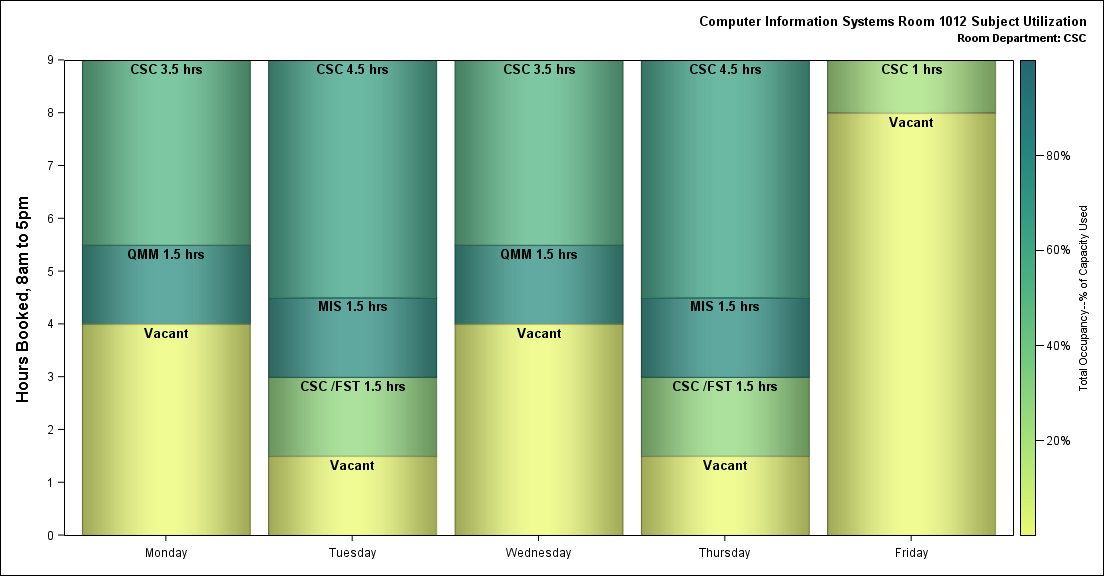 Computer Information Systems Room 1012 Subject Utilization
Room Department: CSC
Hours Booked, 8am to 5pm
9
8
7
6
5
4
3
2
1
0
CSC 3.5 hrs
QMM 1.5 hrs
Vacant
CSC 4.5 hrs
MIS 1.5 hrs
CSC /FST 1.5 hrs
Vacant
CSC 3.5 hrs
QMM 1.5 hrs
Vacant
CSC 4.5 hrs
MIS 1.5 hrs
CSC /FST 1.5 hrs
Vacant
CSC 1 hrs
Vacant
Monday
Tuesday
Wednesday
Thursday
Friday
80%
60%
40%
20%
Total Occupancy--% of Capacity Used